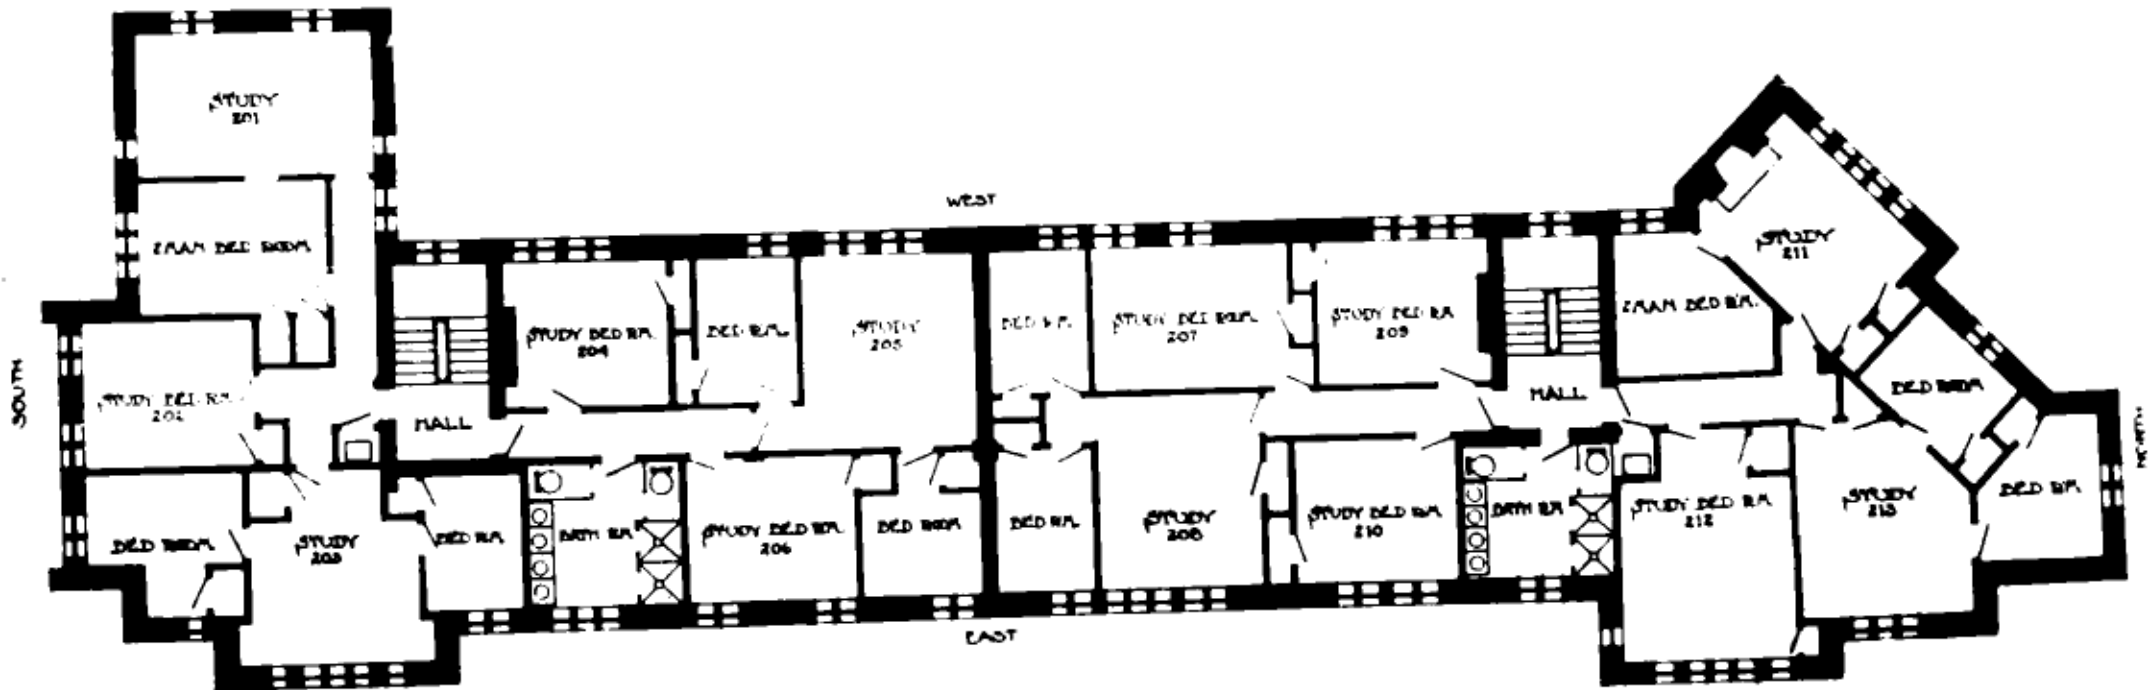 STUDY
201
WEST
2 MAN BED ROOM
STUDY
211
SOUTH
STUDY BED RM.
202
HALL
STUDY BED RM.
204
BED RM.
STUDY
205
BED RM.
STUDY BED ROOM
207
STUDY BED RM
209
HALL
2 MAN BED RM.
BED ROOM
NORTH
BED ROOM
STUDY
203
BED RM.
BATH RM.
STUDY BED RM.
206
BED ROOM
BED RM.
STUDY
208
STUDY BED RM
210
BATH RM
STUDY BED RM
212
STUDY
213
BED RM.
EAST